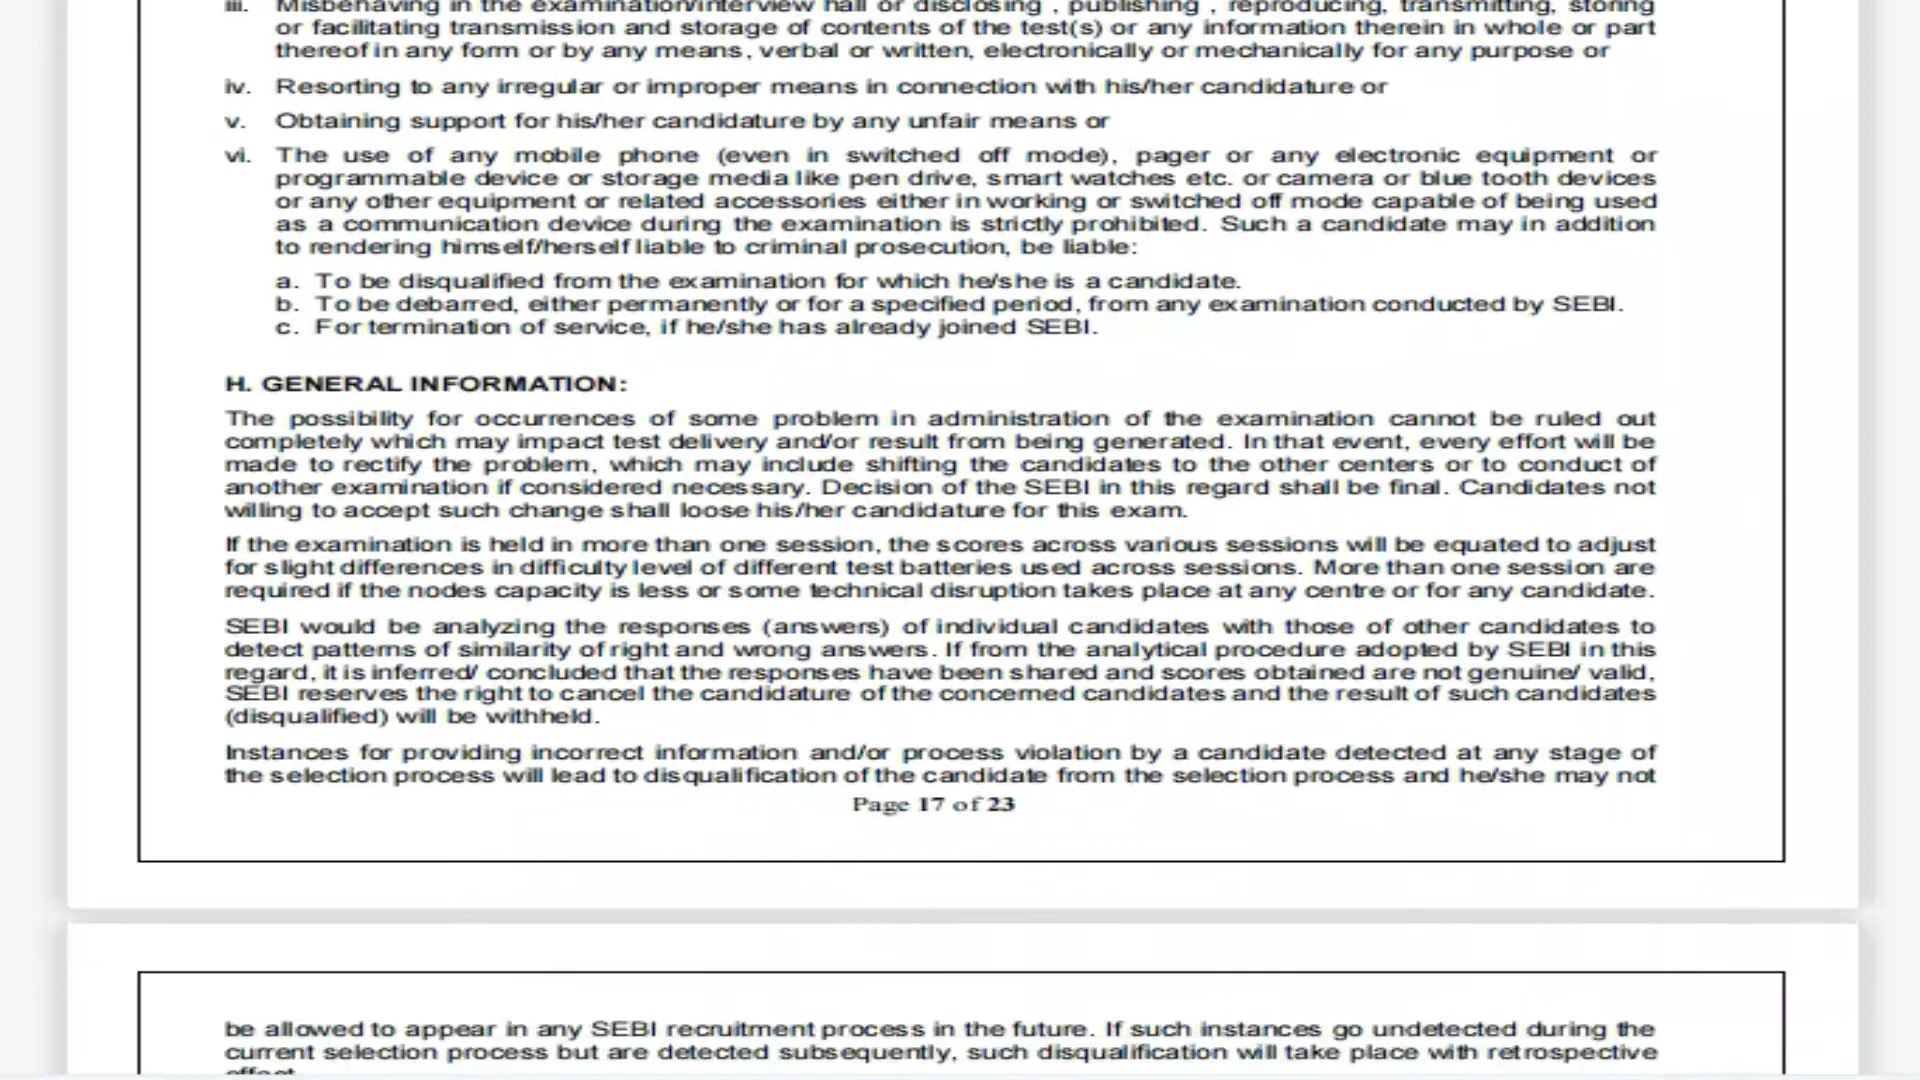 iii. Misbehaving in the examination/interview hall or disclosing , publishing , reproducing, transmitting, storing
or facilitating transmission and storage of contents of the test(s) or any information therein in whole or part
thereof in any form or by any means, verbal or written, electronically or mechanically for any purpose or
iv. Resorting to any irregular or improper means in connection with his/her candidature or
v. Obtaining support for his/her candidature by any unfair means or
vi. The use of any mobile phone (even in switched off mode), pager or any electronic equipment or
programmable device or storage media like pen drive, smart watches etc. or camera or blue tooth devices
or any other equipment or related accessories either in working or switched off mode capable of being used
as a communication device during the examination is strictly prohibited. Such a candidate may in addition
to rendering himself/herself liable to criminal prosecution, be liable:
a. To be disqualified from the examination for which he/she is a candidate.
b. To be debarred, either permanently or for a specified period, from any examination conducted by SEBI.
c. For termination of service, if he/she has already joined SEBI.
H. GENERAL INFORMATION:
The possibility for occurrences of some problem in administration of the examination cannot be ruled out
completely which may impact test delivery and/or result from being generated. In that event, every effort will be
made to rectify the problem, which may include shifting the candidates to the other centers or to conduct of
another examination if considered necessary. Decision of the SEBI in this regard shall be final. Candidates not
willing to accept such change shall loose his/her candidature for this exam.
If the examination is held in more than one session, the scores across various sessions will be equated to adjust
for slight differences in difficulty level of different test batteries used across sessions. More than one session are
required if the nodes capacity is less or some technical disruption takes place at any centre or for any candidate.
SEBI would be analyzing the responses (answers) of individual candidates with those of other candidates to
detect patterns of similarity of right and wrong answers. If from the analytical procedure adopted by SEBI in this
regard, it is inferred/ concluded that the responses have been shared and scores obtained are not genuine/ valid,
SEBI reserves the right to cancel the candidature of the concerned candidates and the result of such candidates
(disqualified) will be withheld.
Instances for providing incorrect information and/or process violation by a candidate detected at any stage of
the selection process will lead to disqualification of the candidate from the selection process and he/she may not
Page 17 of 23
be allowed to appear in any SEBI recruitment process in the future. If such instances go undetected during the
current selection process but are detected subsequently, such disqualification will take place with retrospective
effect.